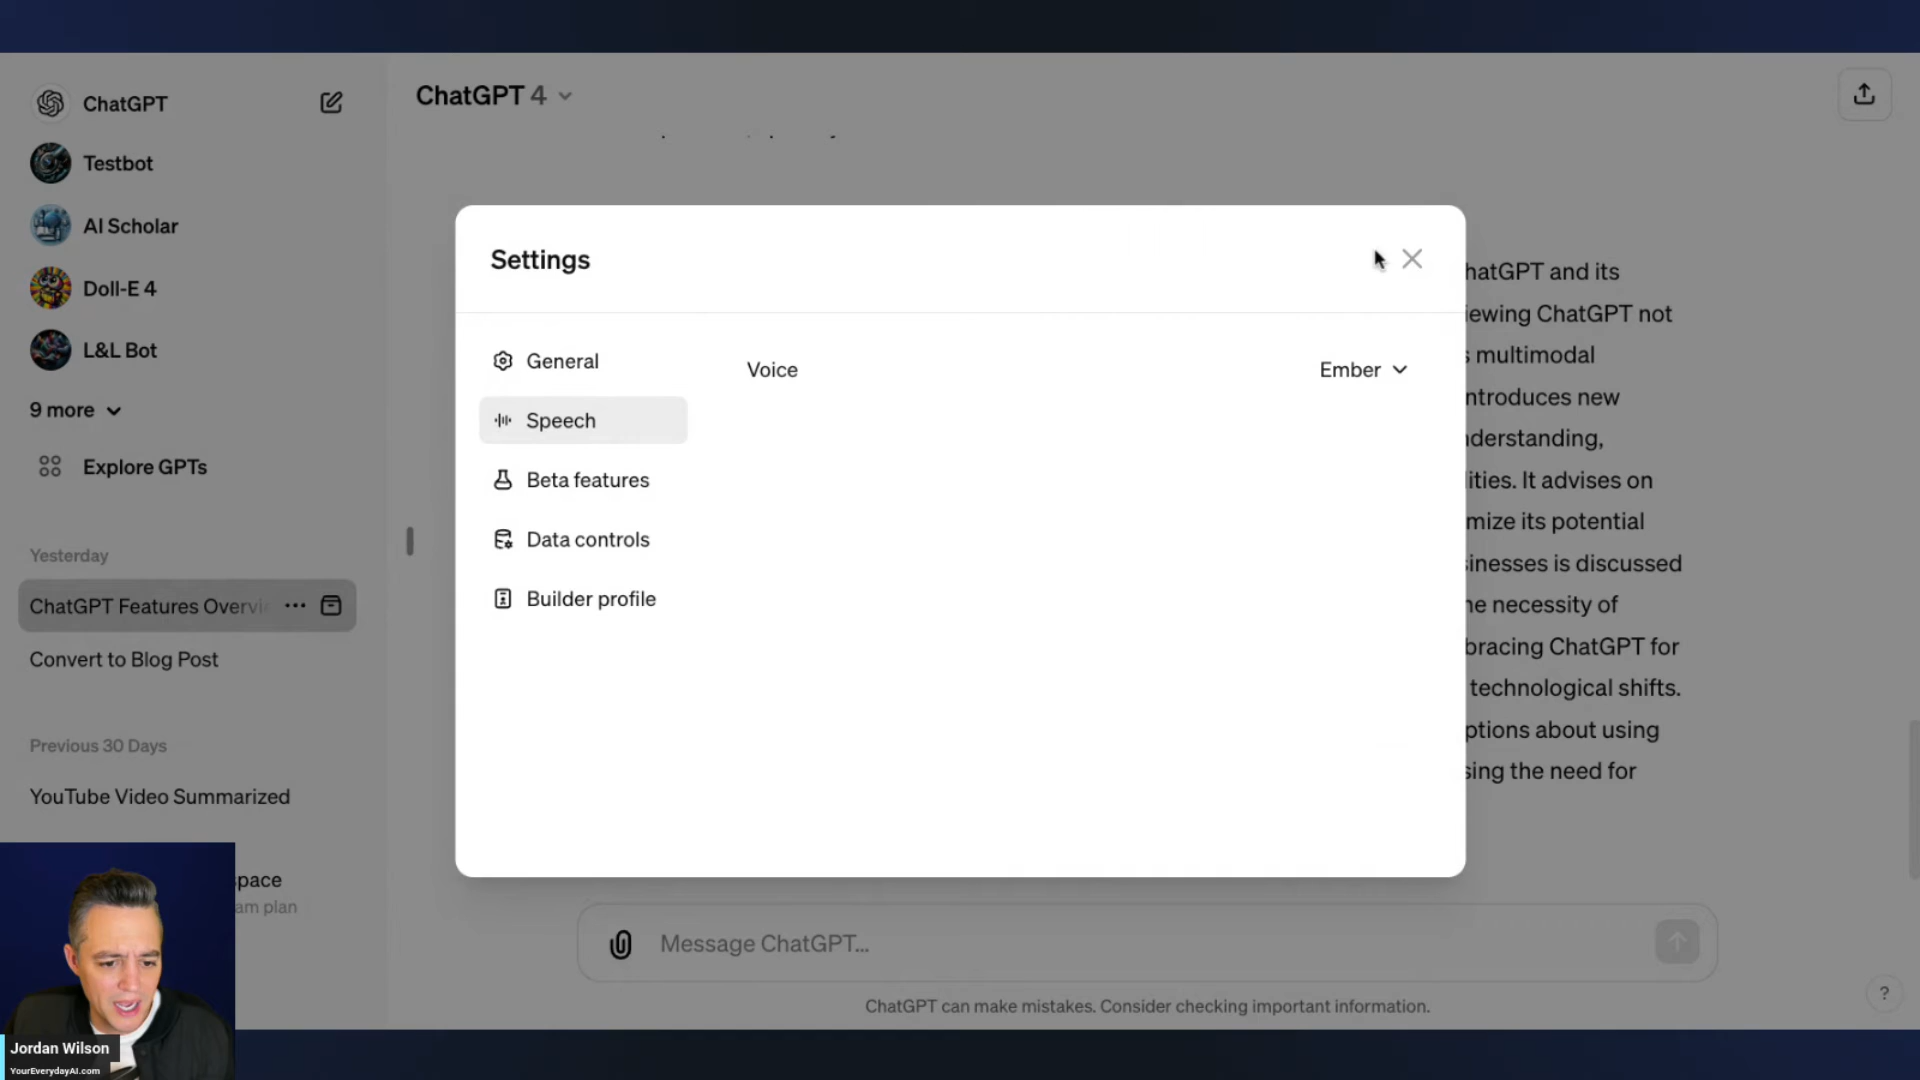 ChatGPT
Testbot
AI Scholar
Doll-E 4
L&L Bot
9 more
Explore GPTs
Yesterday
ChatGPT Features Overvi
Convert to Blog Post
Previous 30 Days
YouTube Video Summarized
space
am plan
Jordan Wilson
YourEverydayAI.com
ChatGPT 4
Settings
General
Speech
Beta features
Data controls
Builder profile
Voice
Ember
hatGPT and its
iewing ChatGPT not
s multimodal
ntroduces new
nderstanding,
lities. It advises on
mize its potential
sinesses is discussed
he necessity of
bracing ChatGPT for
technological shifts.
ptions about using
sing the need for
Message ChatGPT...
ChatGPT can make mistakes. Consider checking important information.
?